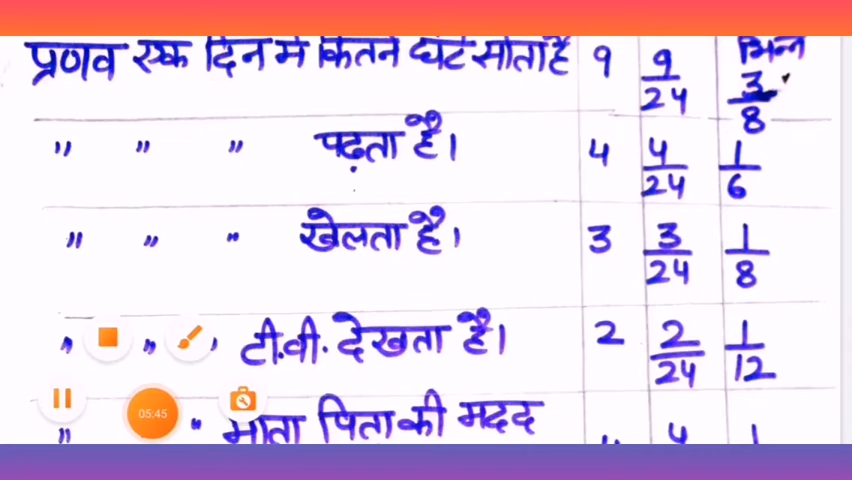 प्रणव एक दिन में कितने घंटे सोता है 9 9/24 भिन्न 3/8
" " " पढ़ता है। 4 4/24 1/6
" " " खेलता है। 3 3/24 1/8
" " ' टी.वी. देखता है। 2 2/24 1/12
" " माता पिता की मदद 4 1
05:45